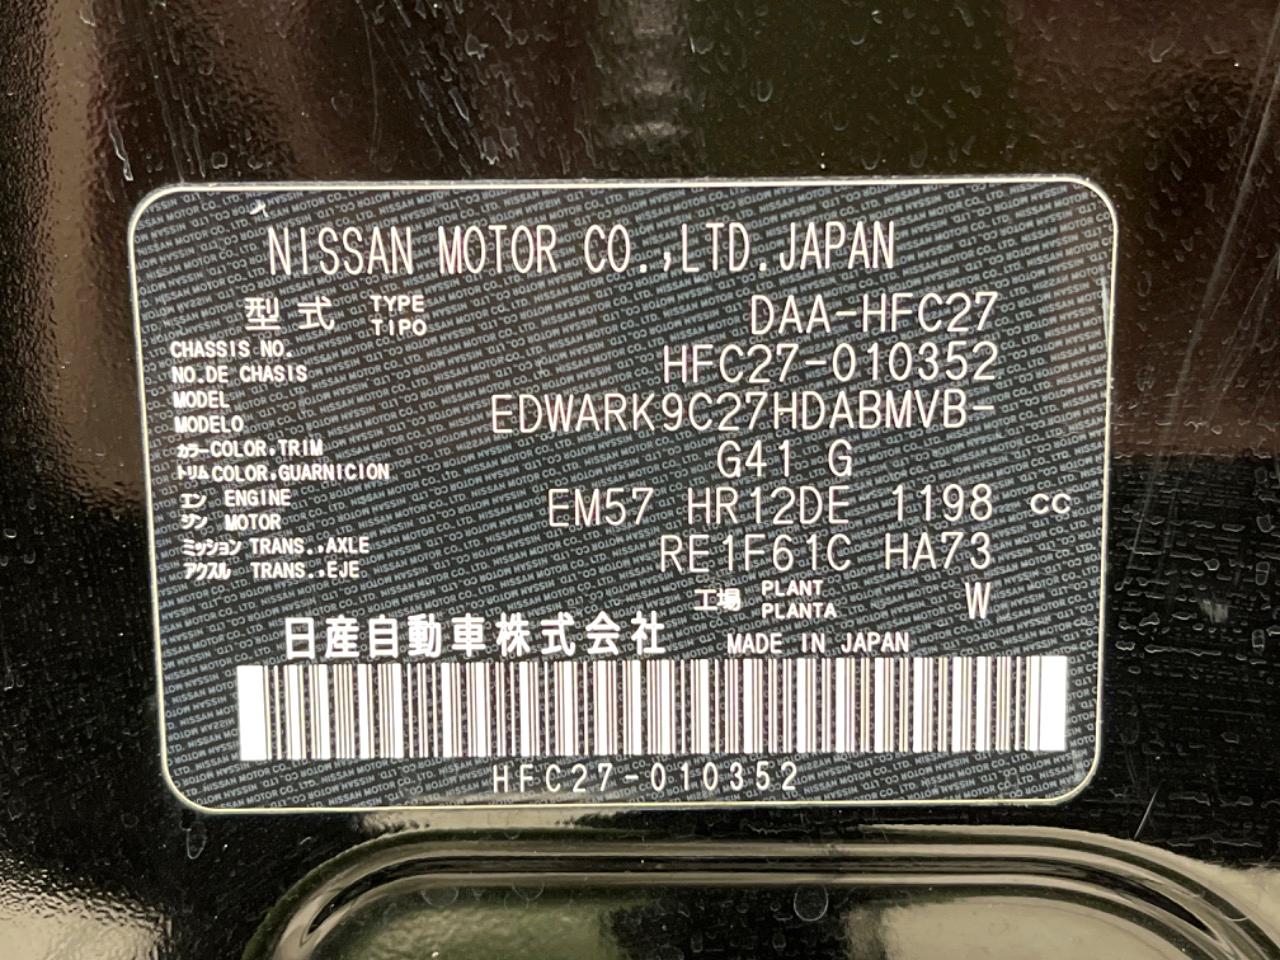 NISSAN MOTOR CO.,LTD.JAPAN
型式 TYPE TIPO DAA-HFC27
CHASSIS NO. NO.DE CHASIS HFC27-010352
MODEL MODELO EDWARK9C27HDABMVB-
カラー COLOR,TRIM トリム COLOR,GUARNICION G41 G
エンジン ENGINE MOTOR EM57 HR12DE 1198 cc
ミッション TRANS.,AXLE アクスル TRANS.,EJE RE1F61C HA73
工場 PLANT PLANTA W
日産自動車株式会社 MADE IN JAPAN
HFC27-010352